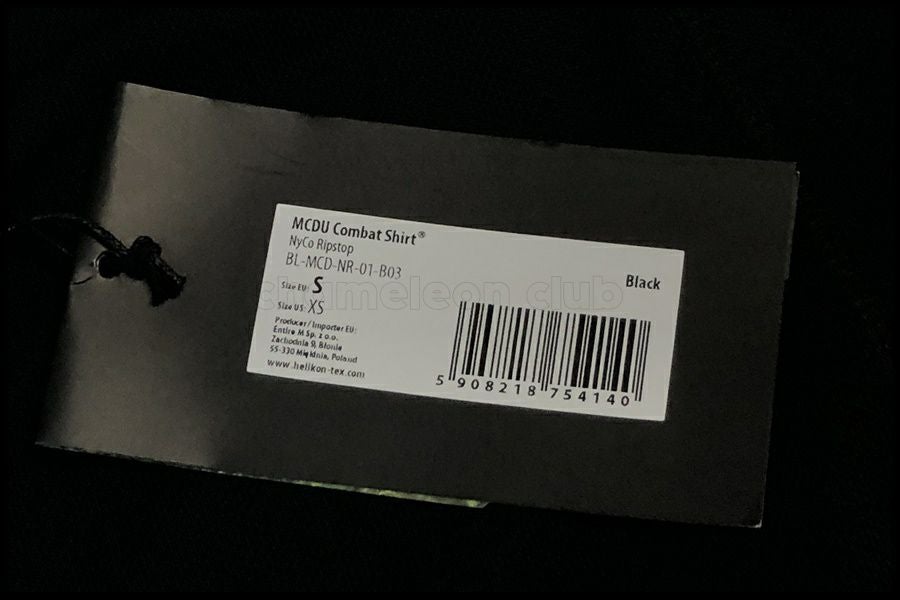 MCDU Combat Shirt®
NyCo Ripstop
BL-MCD-NR-01-B03
Black
Size EU: S
Size US: XS
Producer/Importer EU:
Entire M Sp. z o.o.
Zachodnia 9, Błonie
55-330 Miękinia, Poland
www.helikon-tex.com
5 908218 754140
chameleon club